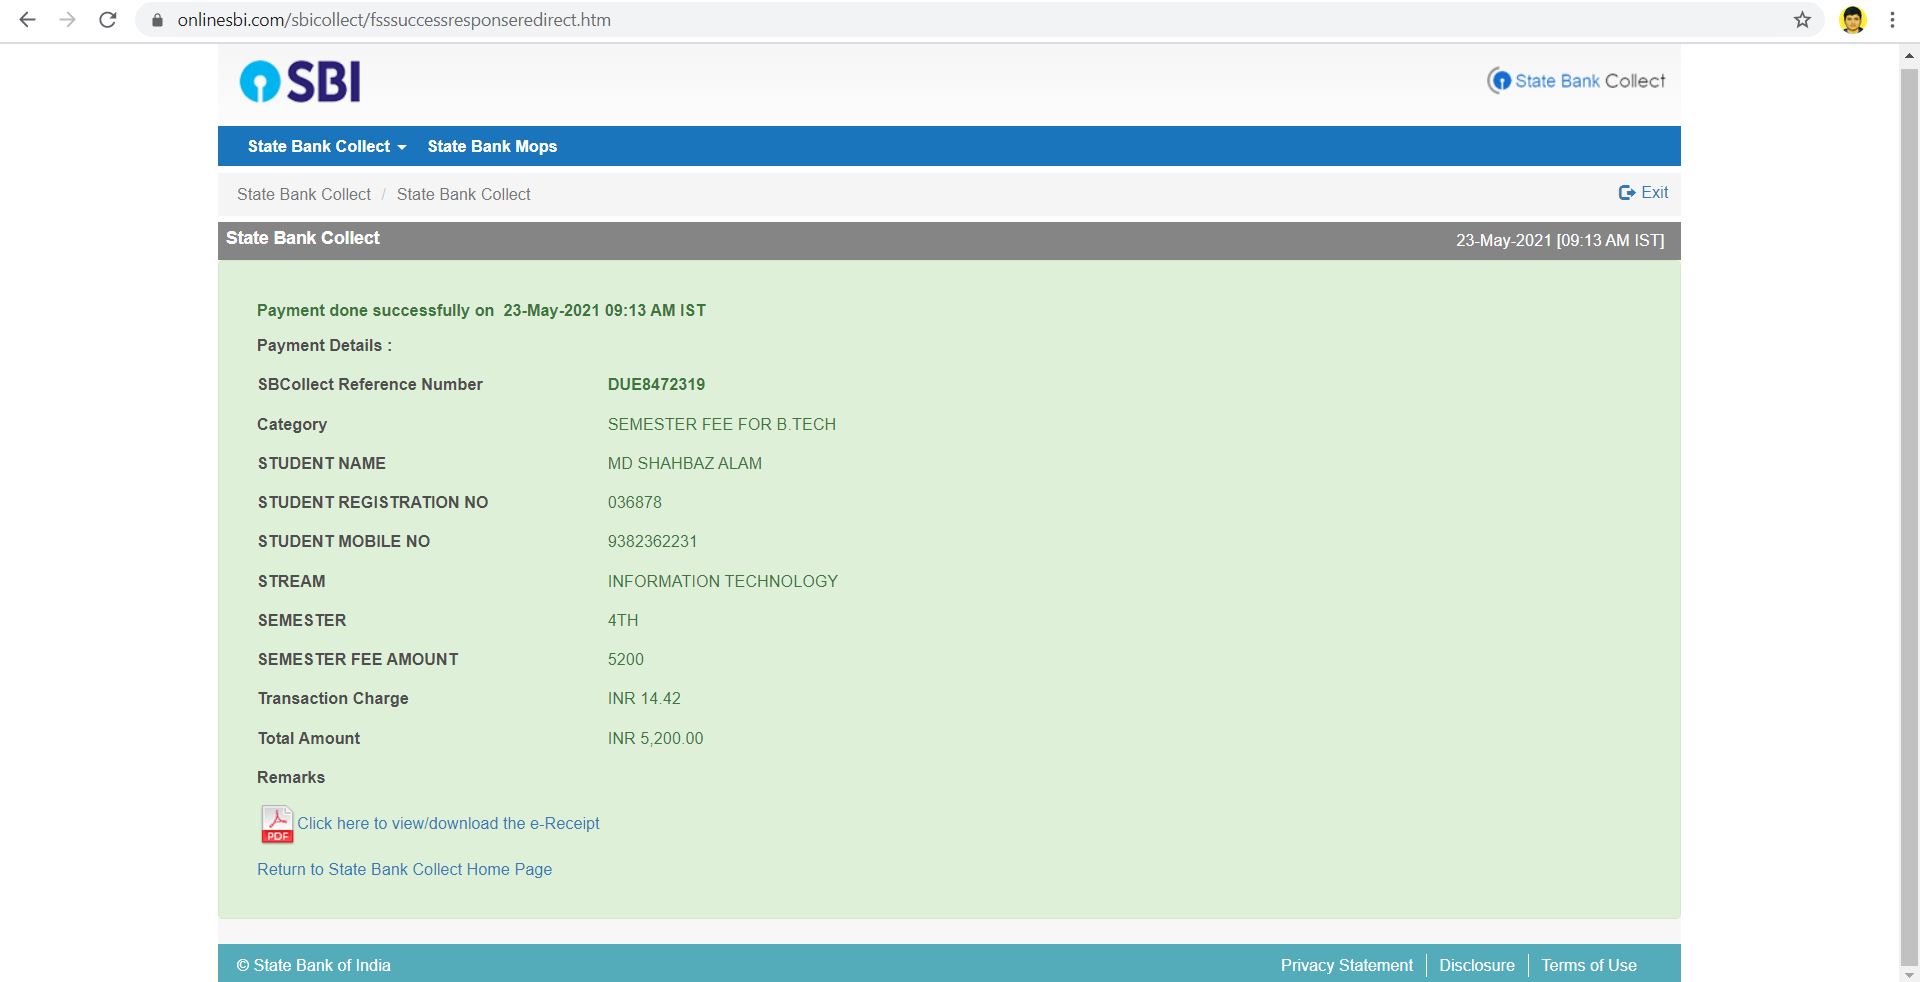 onlinesbi.com/sbicollect/fsssuccessresponseredirect.htm
SBI
State Bank Collect
State Bank Collect State Bank Mops
State Bank Collect / State Bank Collect
Exit
State Bank Collect
23-May-2021 [09:13 AM IST]
Payment done successfully on 23-May-2021 09:13 AM IST
Payment Details :
SBCollect Reference Number DUE8472319
Category SEMESTER FEE FOR B.TECH
STUDENT NAME MD SHAHBAZ ALAM
STUDENT REGISTRATION NO 036878
STUDENT MOBILE NO 9382362231
STREAM INFORMATION TECHNOLOGY
SEMESTER 4TH
SEMESTER FEE AMOUNT 5200
Transaction Charge INR 14.42
Total Amount INR 5,200.00
Remarks
PDF Click here to view/download the e-Receipt
Return to State Bank Collect Home Page
© State Bank of India
Privacy Statement Disclosure Terms of Use